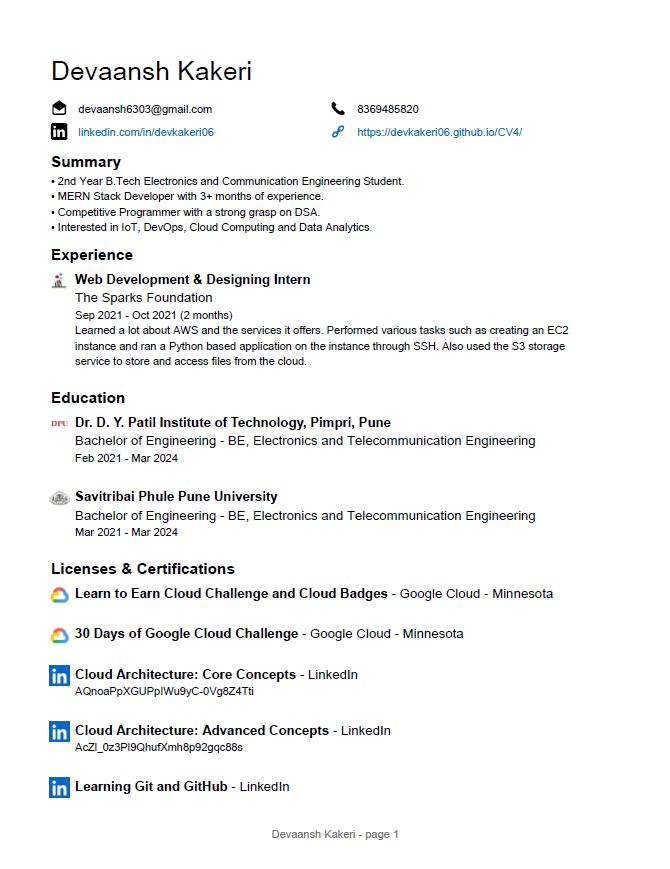 Devaansh Kakeri
devaansh6303@gmail.com
8369485820
linkedin.com/in/devkakeri06
https://devkakeri06.github.io/CV4/
Summary
• 2nd Year B.Tech Electronics and Communication Engineering Student.
• MERN Stack Developer with 3+ months of experience.
• Competitive Programmer with a strong grasp on DSA.
• Interested in IoT, DevOps, Cloud Computing and Data Analytics.
Experience
Web Development & Designing Intern
The Sparks Foundation
Sep 2021 - Oct 2021 (2 months)
Learned a lot about AWS and the services it offers. Performed various tasks such as creating an EC2
instance and ran a Python based application on the instance through SSH. Also used the S3 storage
service to store and access files from the cloud.
Education
DPU Dr. D. Y. Patil Institute of Technology, Pimpri, Pune
Bachelor of Engineering - BE, Electronics and Telecommunication Engineering
Feb 2021 - Mar 2024
Savitribai Phule Pune University
Bachelor of Engineering - BE, Electronics and Telecommunication Engineering
Mar 2021 - Mar 2024
Licenses & Certifications
Learn to Earn Cloud Challenge and Cloud Badges - Google Cloud - Minnesota
30 Days of Google Cloud Challenge - Google Cloud - Minnesota
in Cloud Architecture: Core Concepts - LinkedIn
AQnoaPpXGUPpIWu9yC-0Vg8Z4Tti
in Cloud Architecture: Advanced Concepts - LinkedIn
AcZl_0z3Pl9QhufXmh8p92gqc88s
in Learning Git and GitHub - LinkedIn
Devaansh Kakeri - page 1